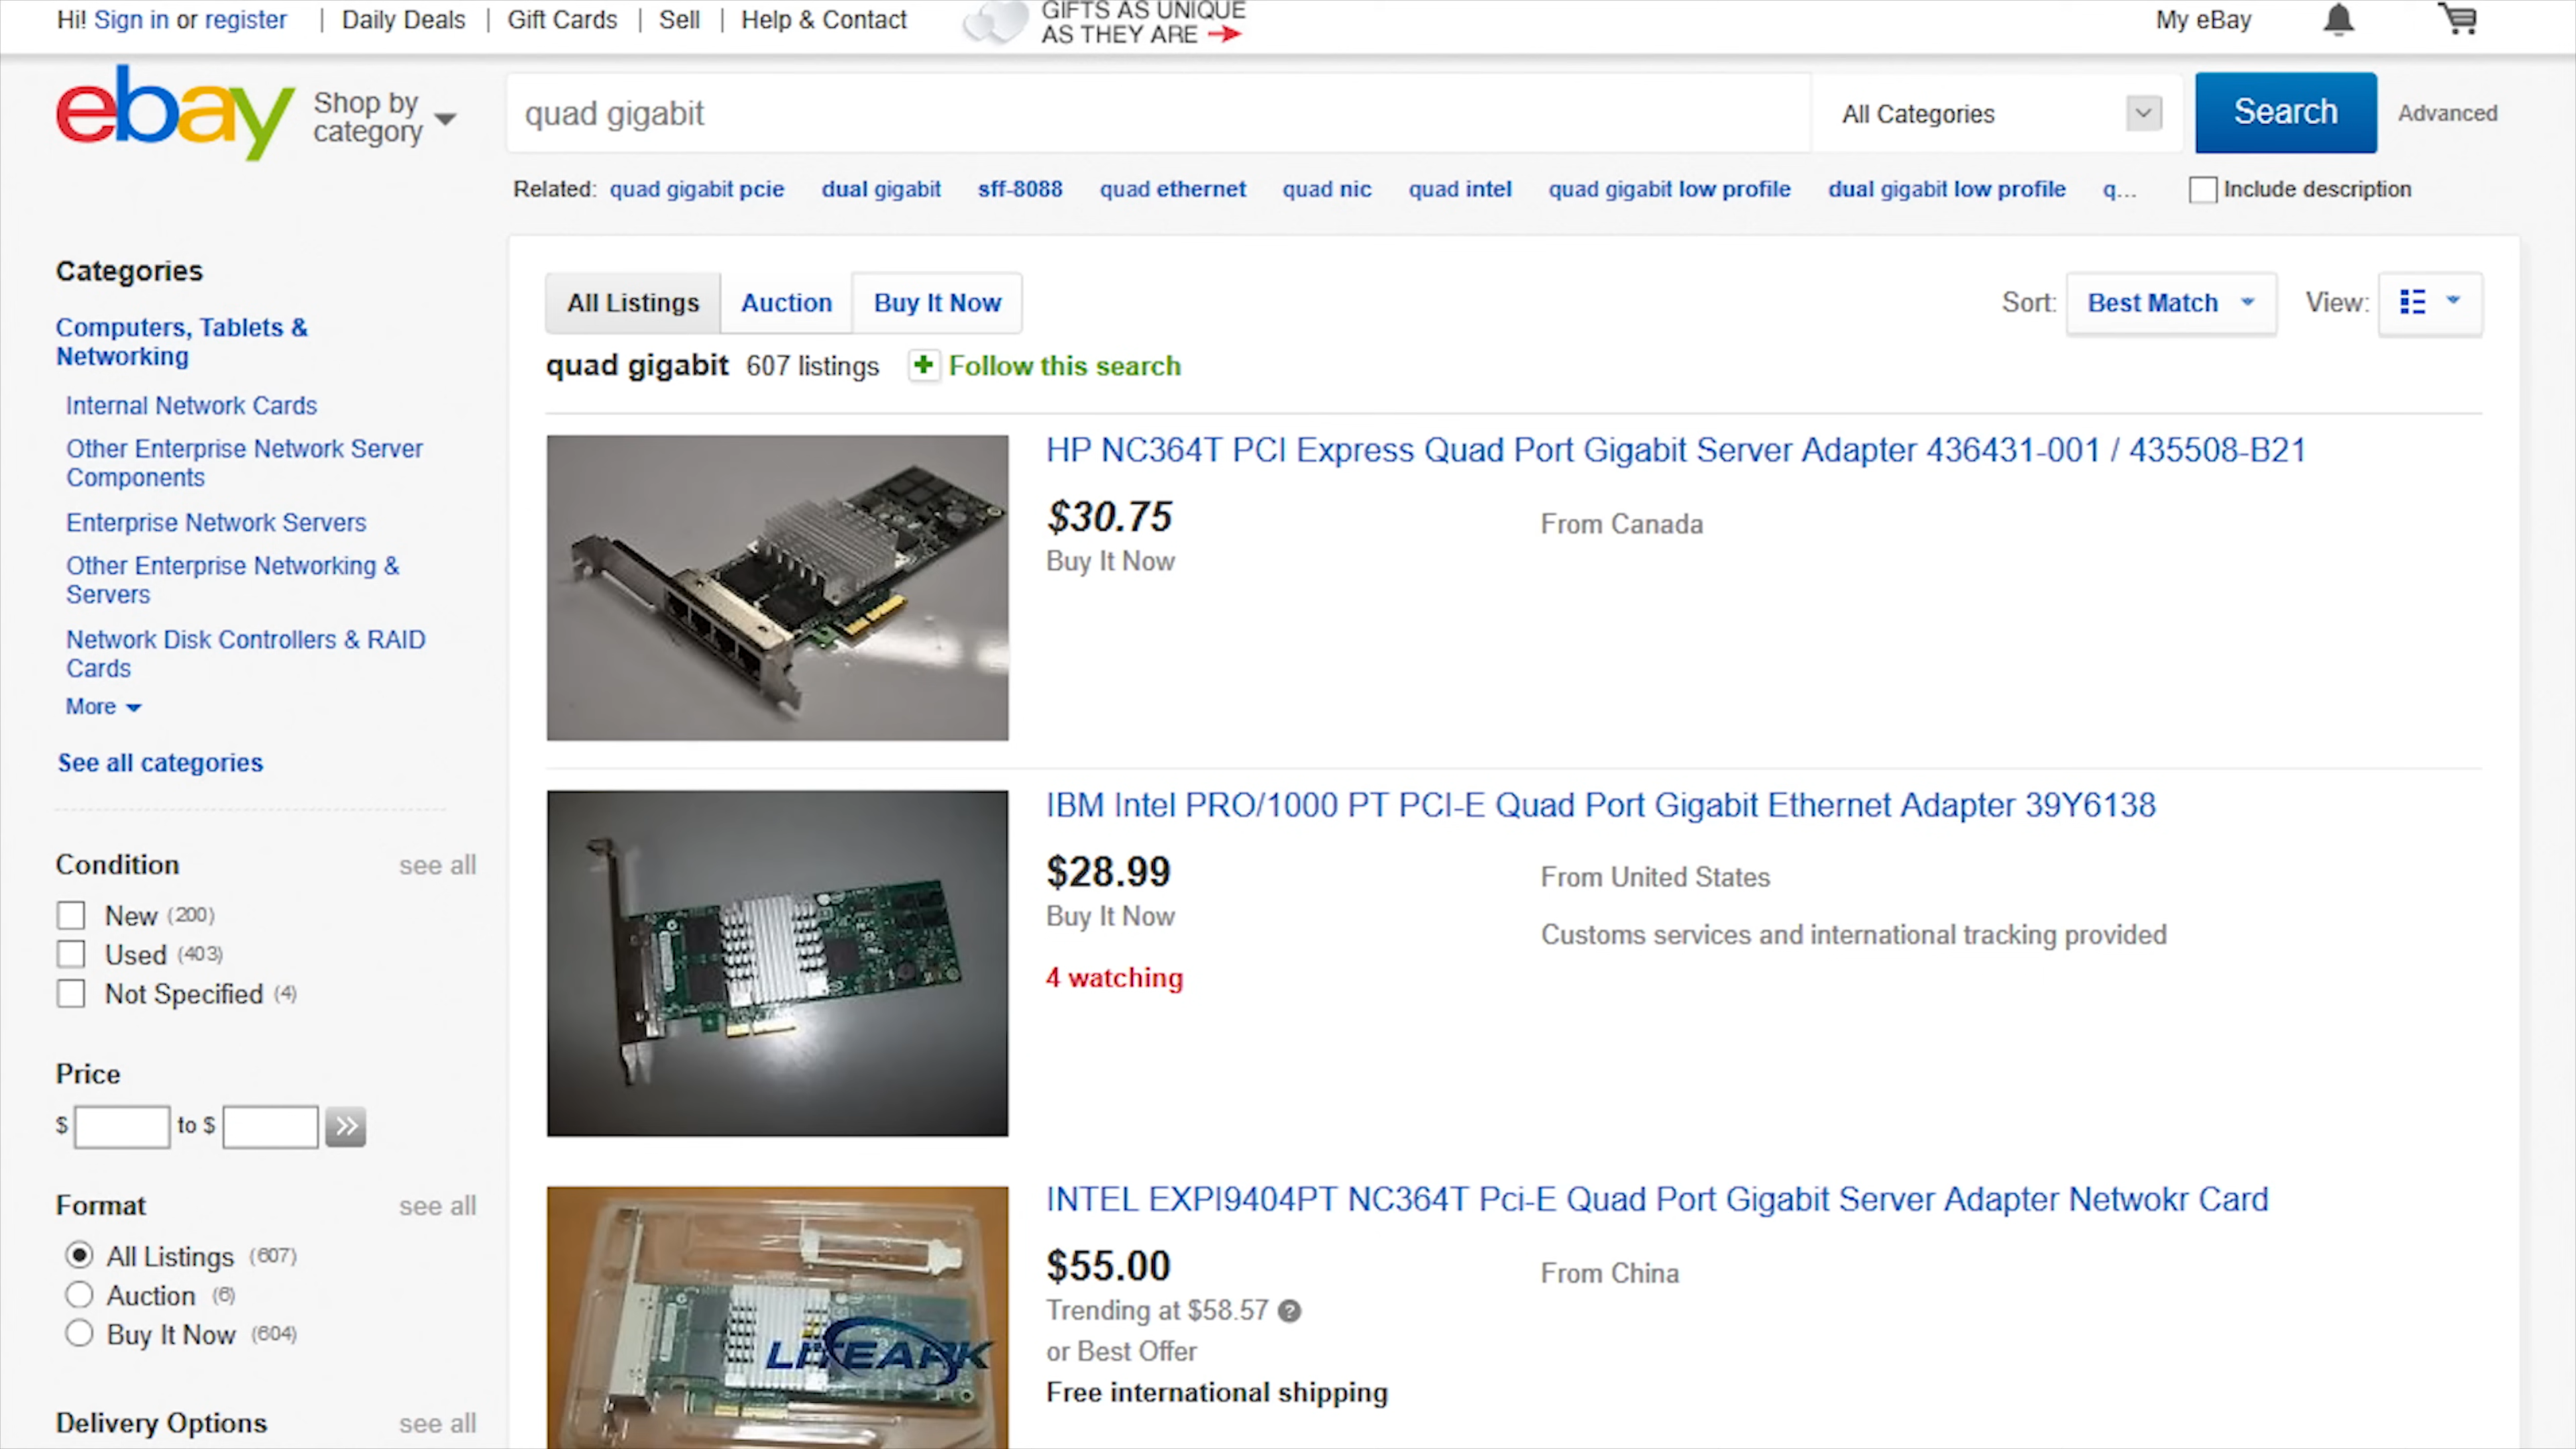 Hi! Sign in or register | Daily Deals | Gift Cards | Sell | Help & Contact
GIFTS AS UNIQUE
AS THEY ARE
My eBay
ebay
Shop by
category
quad gigabit
All Categories
Search
Advanced
Related: quad gigabit pcie dual gigabit sff-8088 quad ethernet quad nic quad intel quad gigabit low profile dual gigabit low profile q...
Include description
Categories
Computers, Tablets &
Networking
Internal Network Cards
Other Enterprise Network Server
Components
Enterprise Network Servers
Other Enterprise Networking &
Servers
Network Disk Controllers & RAID
Cards
More
See all categories
Condition see all
New (200)
Used (403)
Not Specified (4)
Price
$ to $
Format see all
All Listings (607)
Auction (6)
Buy It Now (604)
Delivery Options see all
All Listings Auction Buy It Now
Sort: Best Match View:
quad gigabit 607 listings Follow this search
HP NC364T PCI Express Quad Port Gigabit Server Adapter 436431-001 / 435508-B21
$30.75 From Canada
Buy It Now
IBM Intel PRO/1000 PT PCI-E Quad Port Gigabit Ethernet Adapter 39Y6138
$28.99 From United States
Buy It Now
Customs services and international tracking provided
4 watching
INTEL EXPI9404PT NC364T Pci-E Quad Port Gigabit Server Adapter Netwokr Card
$55.00 From China
Trending at $58.57
or Best Offer
Free international shipping
LITEARK